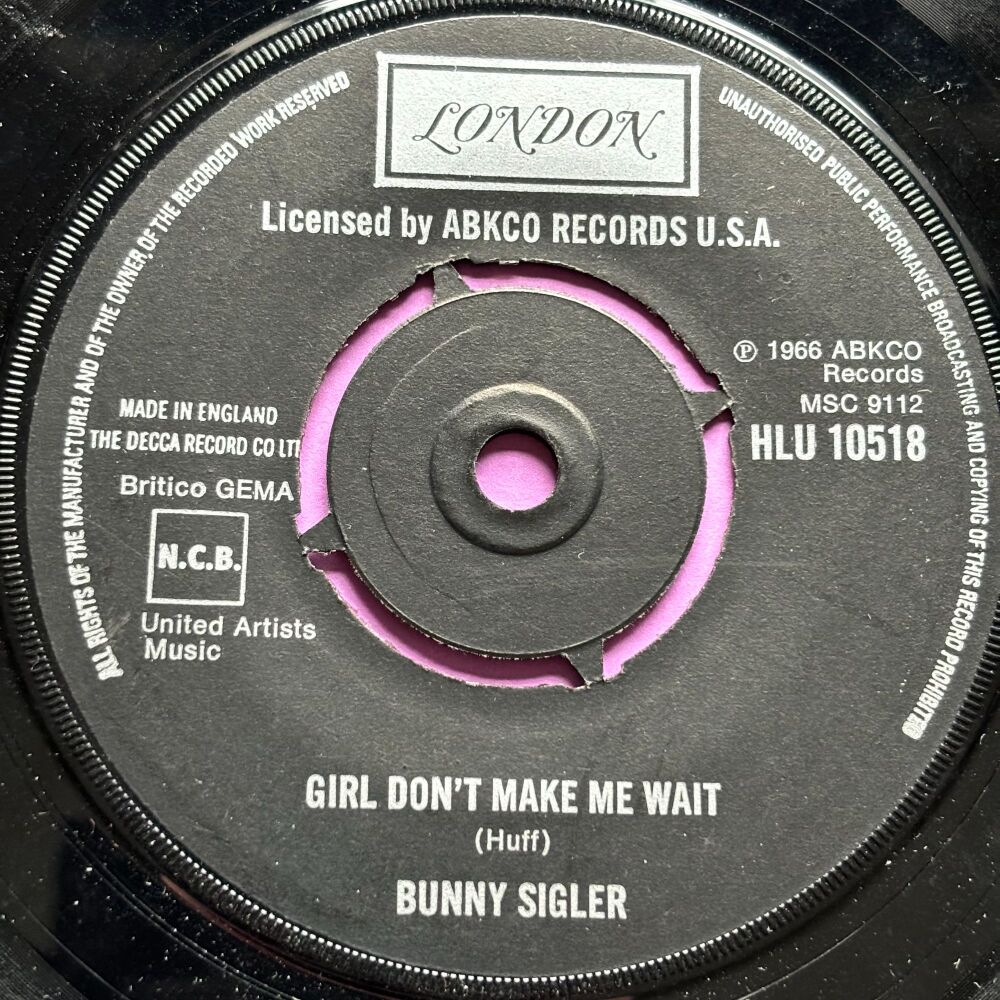 LONDON
Licensed by ABKCO RECORDS U.S.A.
ALL RIGHTS OF THE MANUFACTURER AND OF THE OWNER OF THE RECORDED WORK RESERVED
UNAUTHORISED PUBLIC PERFORMANCE BROADCASTING AND COPYING OF THIS RECORD PROHIBITED
℗ 1966 ABKCO
Records
MSC 9112
HLU 10518
MADE IN ENGLAND
THE DECCA RECORD CO LT
Britico GEMA
N.C.B.
United Artists
Music
GIRL DON'T MAKE ME WAIT
(Huff)
BUNNY SIGLER